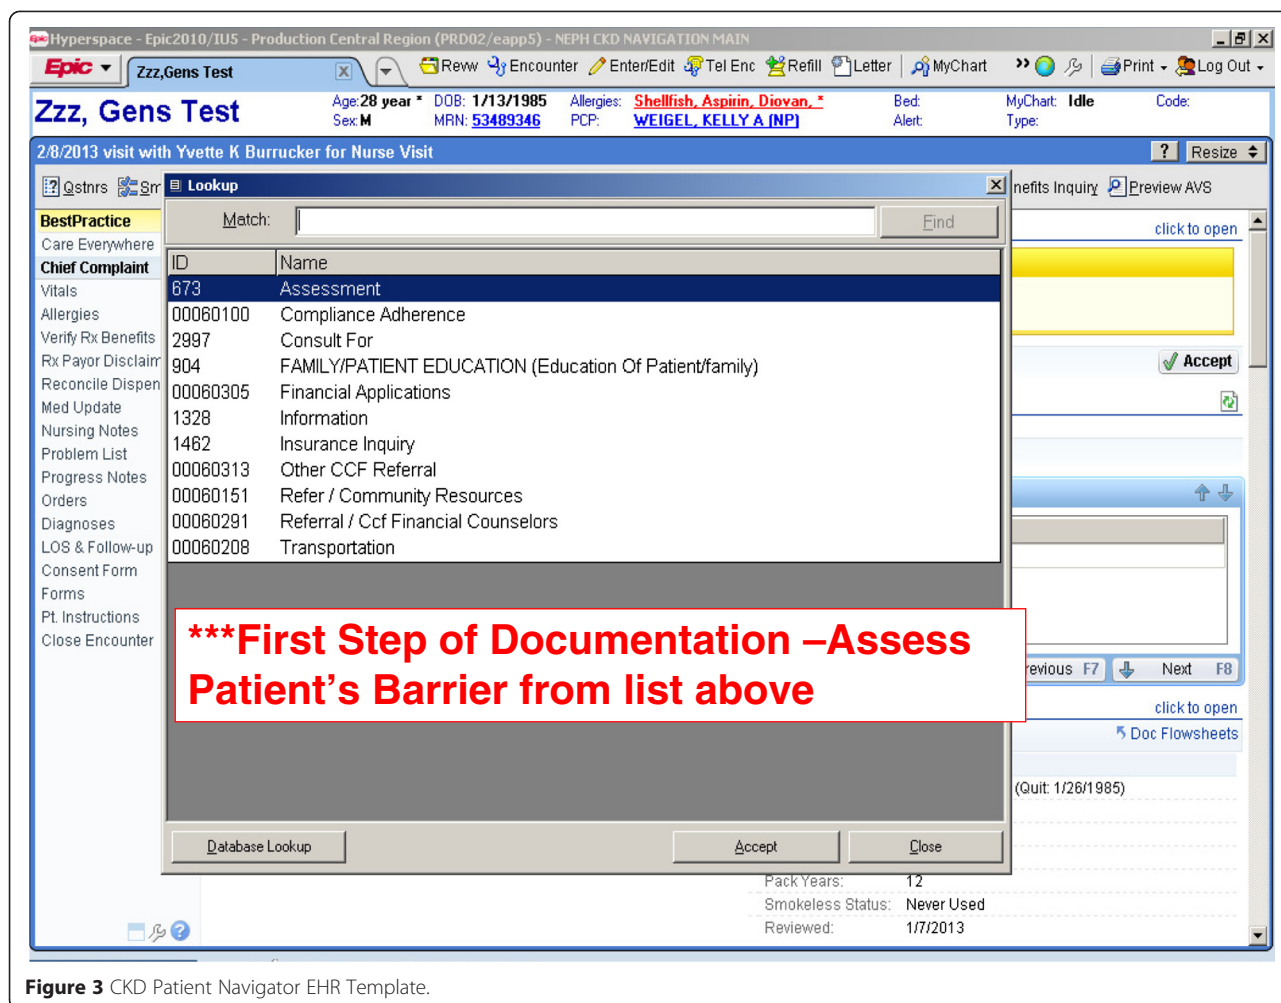 Hyperspace - Epic2010/IU5 - Production Central Region (PRD02/eapp5) - NEPH CKD NAVIGATION MAIN
Epic Zzz,Gens Test Revw Encounter Enter/Edit Tel Enc Refill Letter MyChart Print Log Out
Zzz, Gens Test
Age:28 year * DOB: 1/13/1985 Allergies: Shellfish, Aspirin, Diovan, * Bed: MyChart: Idle Code:
Sex:M MRN: 53489346 PCP: WEIGEL, KELLY A (NP) Alert: Type:
2/8/2013 visit with Yvette K Burrucker for Nurse Visit ? Resize
Qstnrs Sm nefits Inquiry Preview AVS
Lookup
Match: Find
ID Name
673 Assessment
00060100 Compliance Adherence
2997 Consult For
904 FAMILY/PATIENT EDUCATION (Education Of Patient/family)
00060305 Financial Applications
1328 Information
1462 Insurance Inquiry
00060313 Other CCF Referral
00060151 Refer / Community Resources
00060291 Referral / Ccf Financial Counselors
00060208 Transportation
***First Step of Documentation –Assess
Patient's Barrier from list above
Database Lookup Accept Close
BestPractice
Care Everywhere
Chief Complaint
Vitals
Allergies
Verify Rx Benefits
Rx Payor Disclaim
Reconcile Dispen
Med Update
Nursing Notes
Problem List
Progress Notes
Orders
Diagnoses
LOS & Follow-up
Consent Form
Forms
Pt. Instructions
Close Encounter
click to open
Accept
revious F7 Next F8
click to open
Doc Flowsheets
(Quit: 1/26/1985)
Pack Years: 12
Smokeless Status: Never Used
Reviewed: 1/7/2013
Figure 3 CKD Patient Navigator EHR Template.